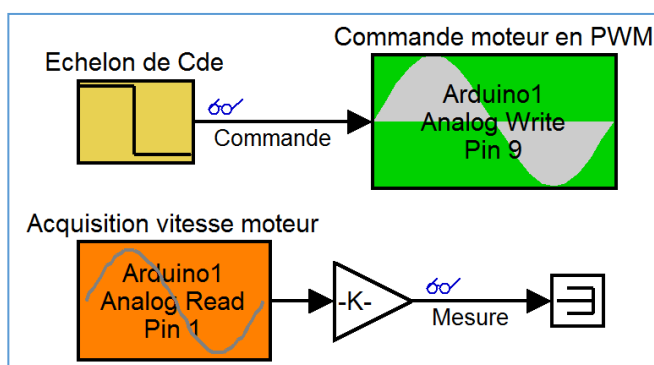 Commande moteur en PWM
Echelon de Cde
Commande
Arduino1
Analog Write
Pin 9
Acquisition vitesse moteur
Arduino1
Analog Read
Pin 1
-K-
Mesure